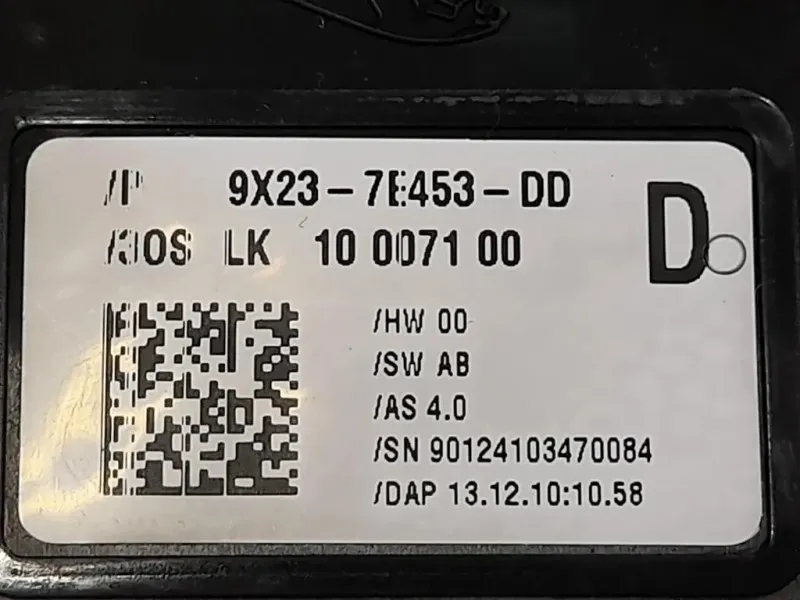 /P 9X23-7E453-DD
D
/3OS LK 10 0071 00
/HW 00
/SW AB
/AS 4.0
/SN 90124103470084
/DAP 13.12.10:10.58